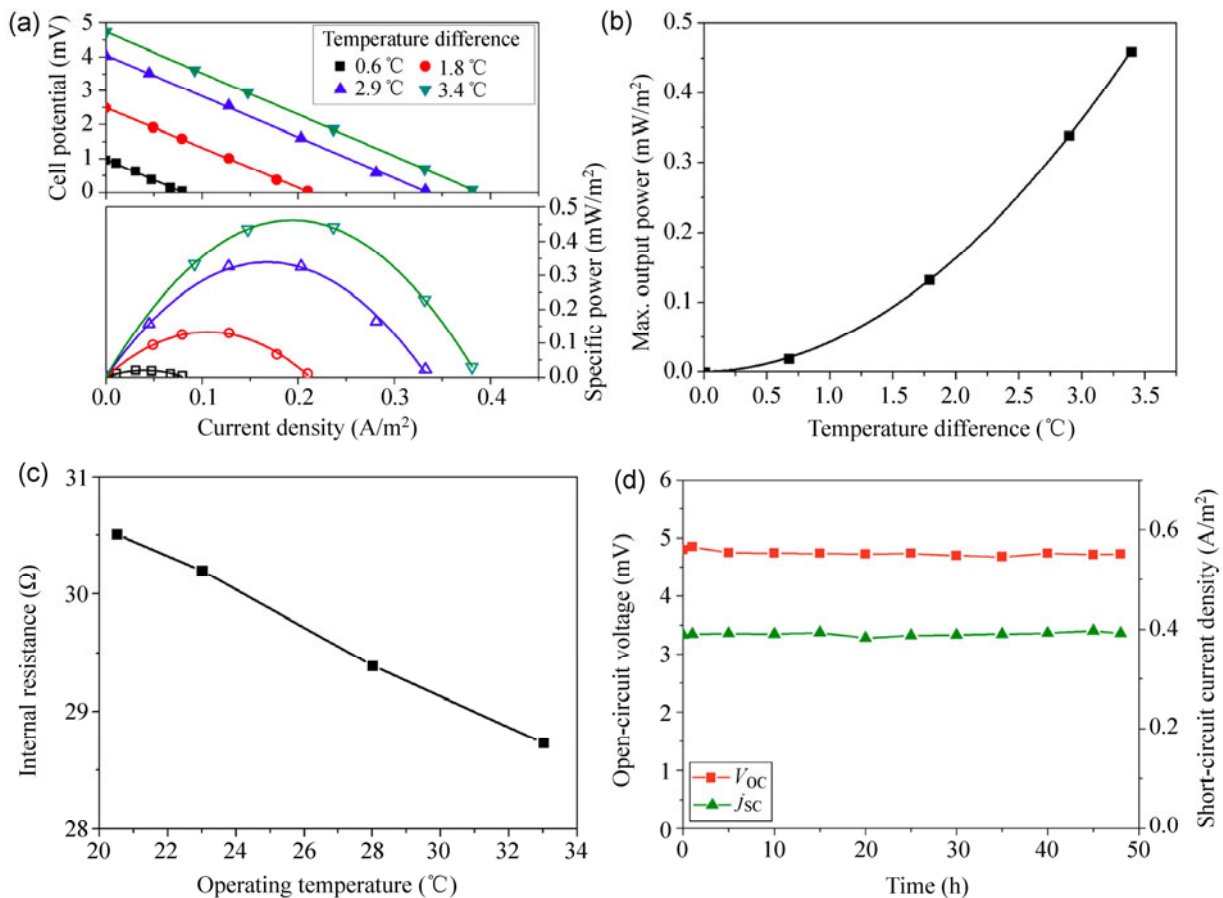 (a)
Cell potential (mV)
5
4
3
2
1
0
Temperature difference
0.6 ℃ 1.8 ℃
2.9 ℃ 3.4 ℃
Specific power (mW/m²)
0.5
0.4
0.3
0.2
0.1
0.0
0.0 0.1 0.2 0.3 0.4
Current density (A/m²)
(b)
Max. output power (mW/m²)
0.5
0.4
0.3
0.2
0.1
0.0
0.0 0.5 1.0 1.5 2.0 2.5 3.0 3.5
Temperature difference (℃)
(c)
Internal resistance (Ω)
31
30
29
28
20 22 24 26 28 30 32 34
Operating temperature (℃)
(d)
Open-circuit voltage (mV)
6
5
4
3
2
1
0
V_OC
j_SC
Short-circuit current density (A/m²)
0.6
0.4
0.2
0.0
0 10 20 30 40 50
Time (h)